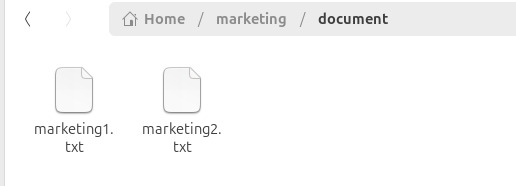 Home / marketing / document
marketing1. marketing2.
txt txt